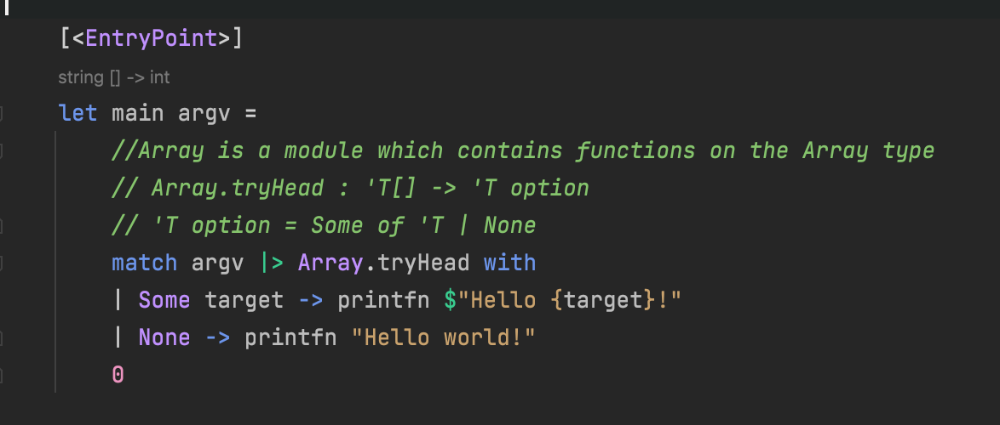 [<EntryPoint>]
string [] -> int
let main argv =
//Array is a module which contains functions on the Array type
// Array.tryHead : 'T[] -> 'T option
// 'T option = Some of 'T | None
match argv |> Array.tryHead with
| Some target -> printfn $"Hello {target}!"
| None -> printfn "Hello world!"
0